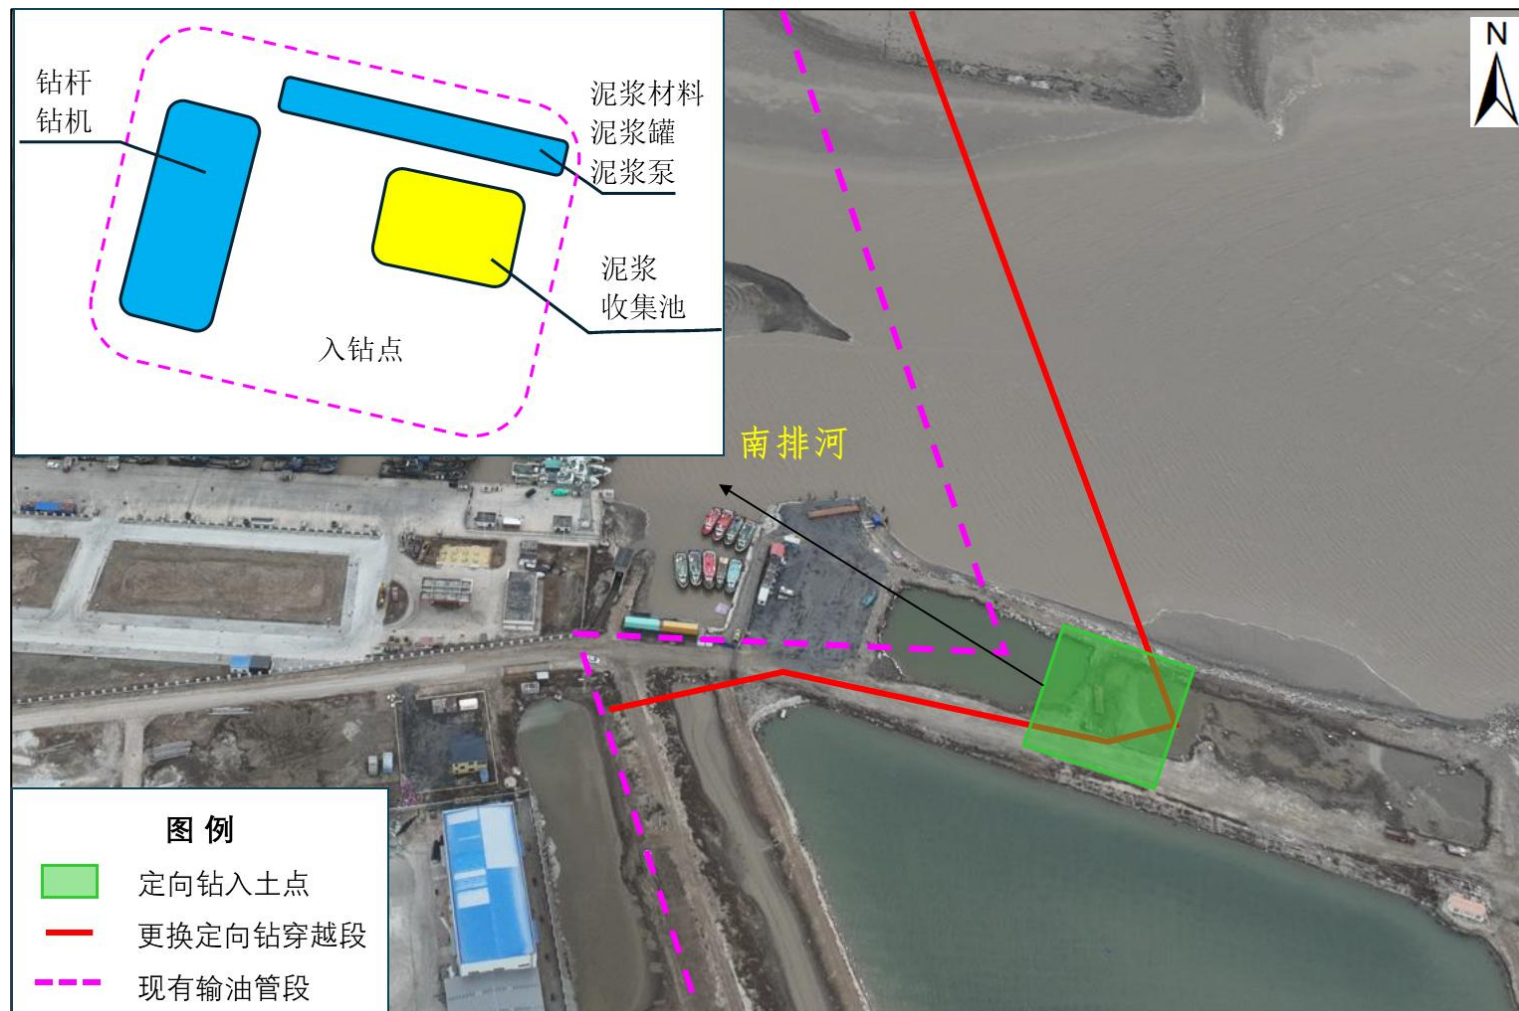 钻杆
钻机
泥浆材料
泥浆罐
泥浆泵
泥浆
收集池
入钻点
N
南排河
图 例
定向钻入土点
更换定向钻穿越段
现有输油管段